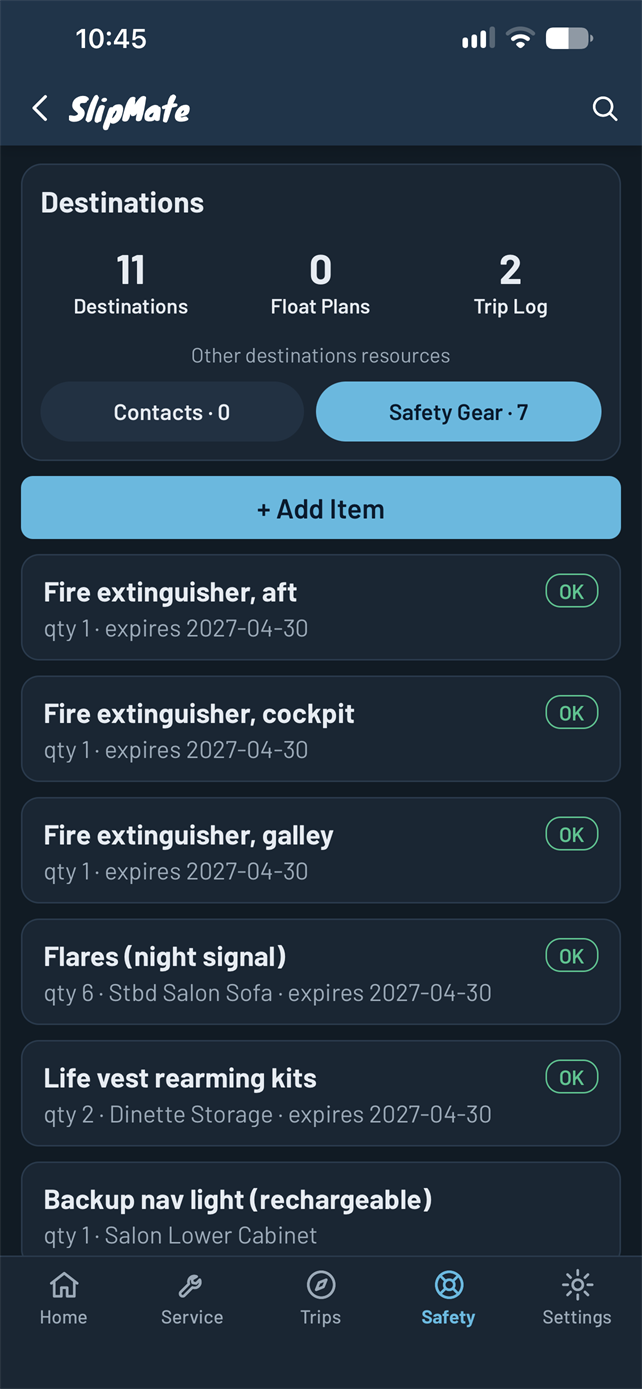 10:45
SlipMate
Destinations
11
Destinations
0
Float Plans
2
Trip Log
Other destinations resources
Contacts · 0
Safety Gear · 7
+ Add Item
Fire extinguisher, aft
OK
qty 1 · expires 2027-04-30
Fire extinguisher, cockpit
OK
qty 1 · expires 2027-04-30
Fire extinguisher, galley
OK
qty 1 · expires 2027-04-30
Flares (night signal)
OK
qty 6 · Stbd Salon Sofa · expires 2027-04-30
Life vest rearming kits
OK
qty 2 · Dinette Storage · expires 2027-04-30
Backup nav light (rechargeable)
qty 1 · Salon Lower Cabinet
Home
Service
Trips
Safety
Settings